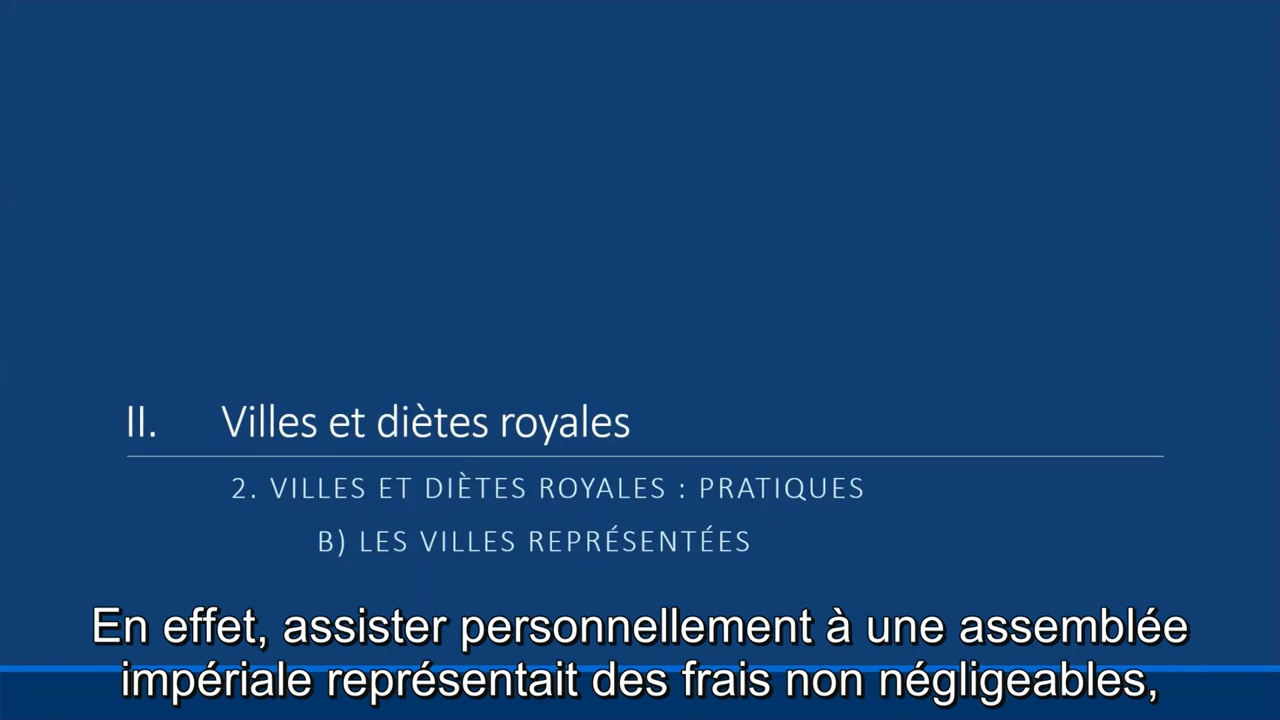 II. Villes et diètes royales
2. VILLES ET DIÈTES ROYALES : PRATIQUES
B) LES VILLES REPRÉSENTÉES
En effet, assister personnellement à une assemblée
impériale représentait des frais non négligeables,